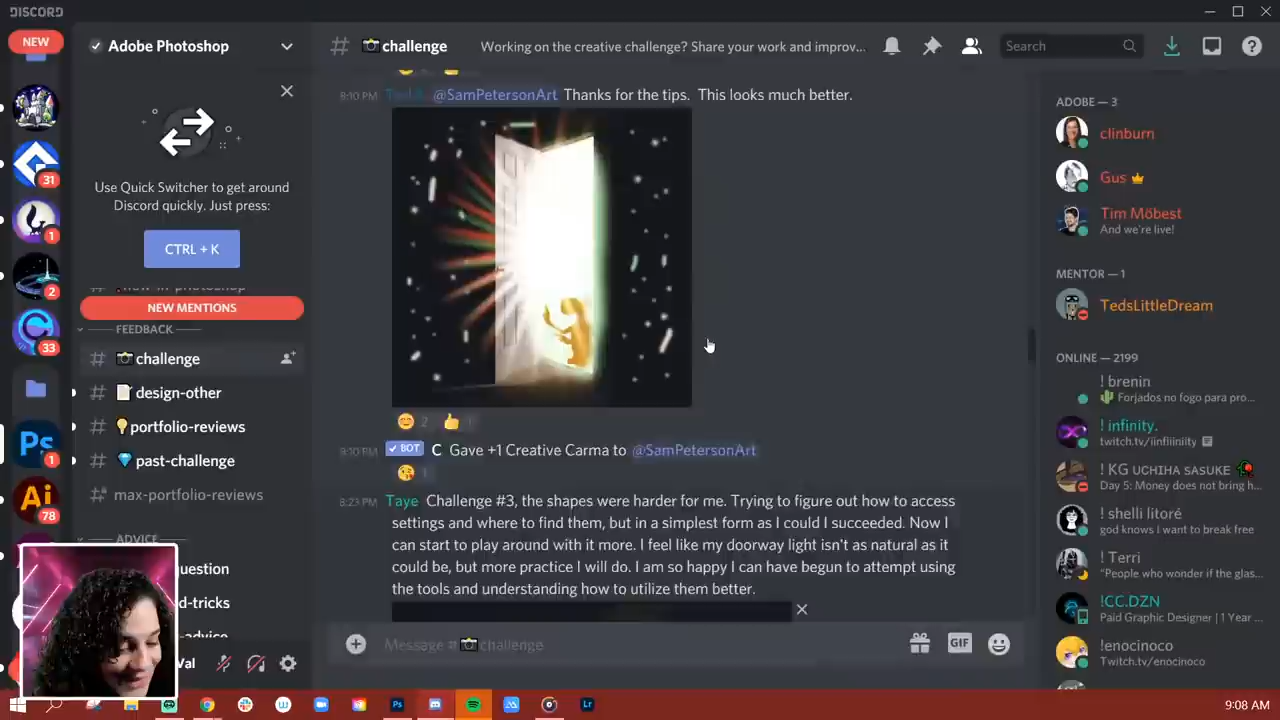 DISCORD
NEW
Adobe Photoshop
# challenge
Working on the creative challenge? Share your work and improv...
Search
Use Quick Switcher to get around
Discord quickly. Just press:
CTRL + K
NEW MENTIONS
FEEDBACK
# challenge
# design-other
# portfolio-reviews
# past-challenge
# max-portfolio-reviews
ADVICE
uestion
d-tricks
-advice
Val
31
1
2
33
Ps
1
Ai
78
8:10 PM
@SamPetersonArt Thanks for the tips. This looks much better.
2
1
8:10 PM BOT C Gave +1 Creative Carma to @SamPetersonArt
1
8:23 PM Taye Challenge #3, the shapes were harder for me. Trying to figure out how to access
settings and where to find them, but in a simplest form as I could I succeeded. Now I
can start to play around with it more. I feel like my doorway light isn't as natural as it
could be, but more practice I will do. I am so happy I can have begun to attempt using
the tools and understanding how to utilize them better.
Message # challenge
GIF
ADOBE — 3
clinburn
Gus
Tim Möbest
And we're live!
MENTOR — 1
TedsLittleDream
ONLINE — 2199
! brenin
Forjados no fogo para pro...
! infinity.
twitch.tv/iinfiiiniity
! KG UCHIHA SASUKE
Day 5: Money does not bring h...
! shelli litoré
god knows I want to break free
! Terri
“People who wonder if the glas...
!CC.DZN
Paid Graphic Designer | 1 Year ...
!enocinoco
Twitch.tv/enocinoco
Ps
Lr
9:08 AM